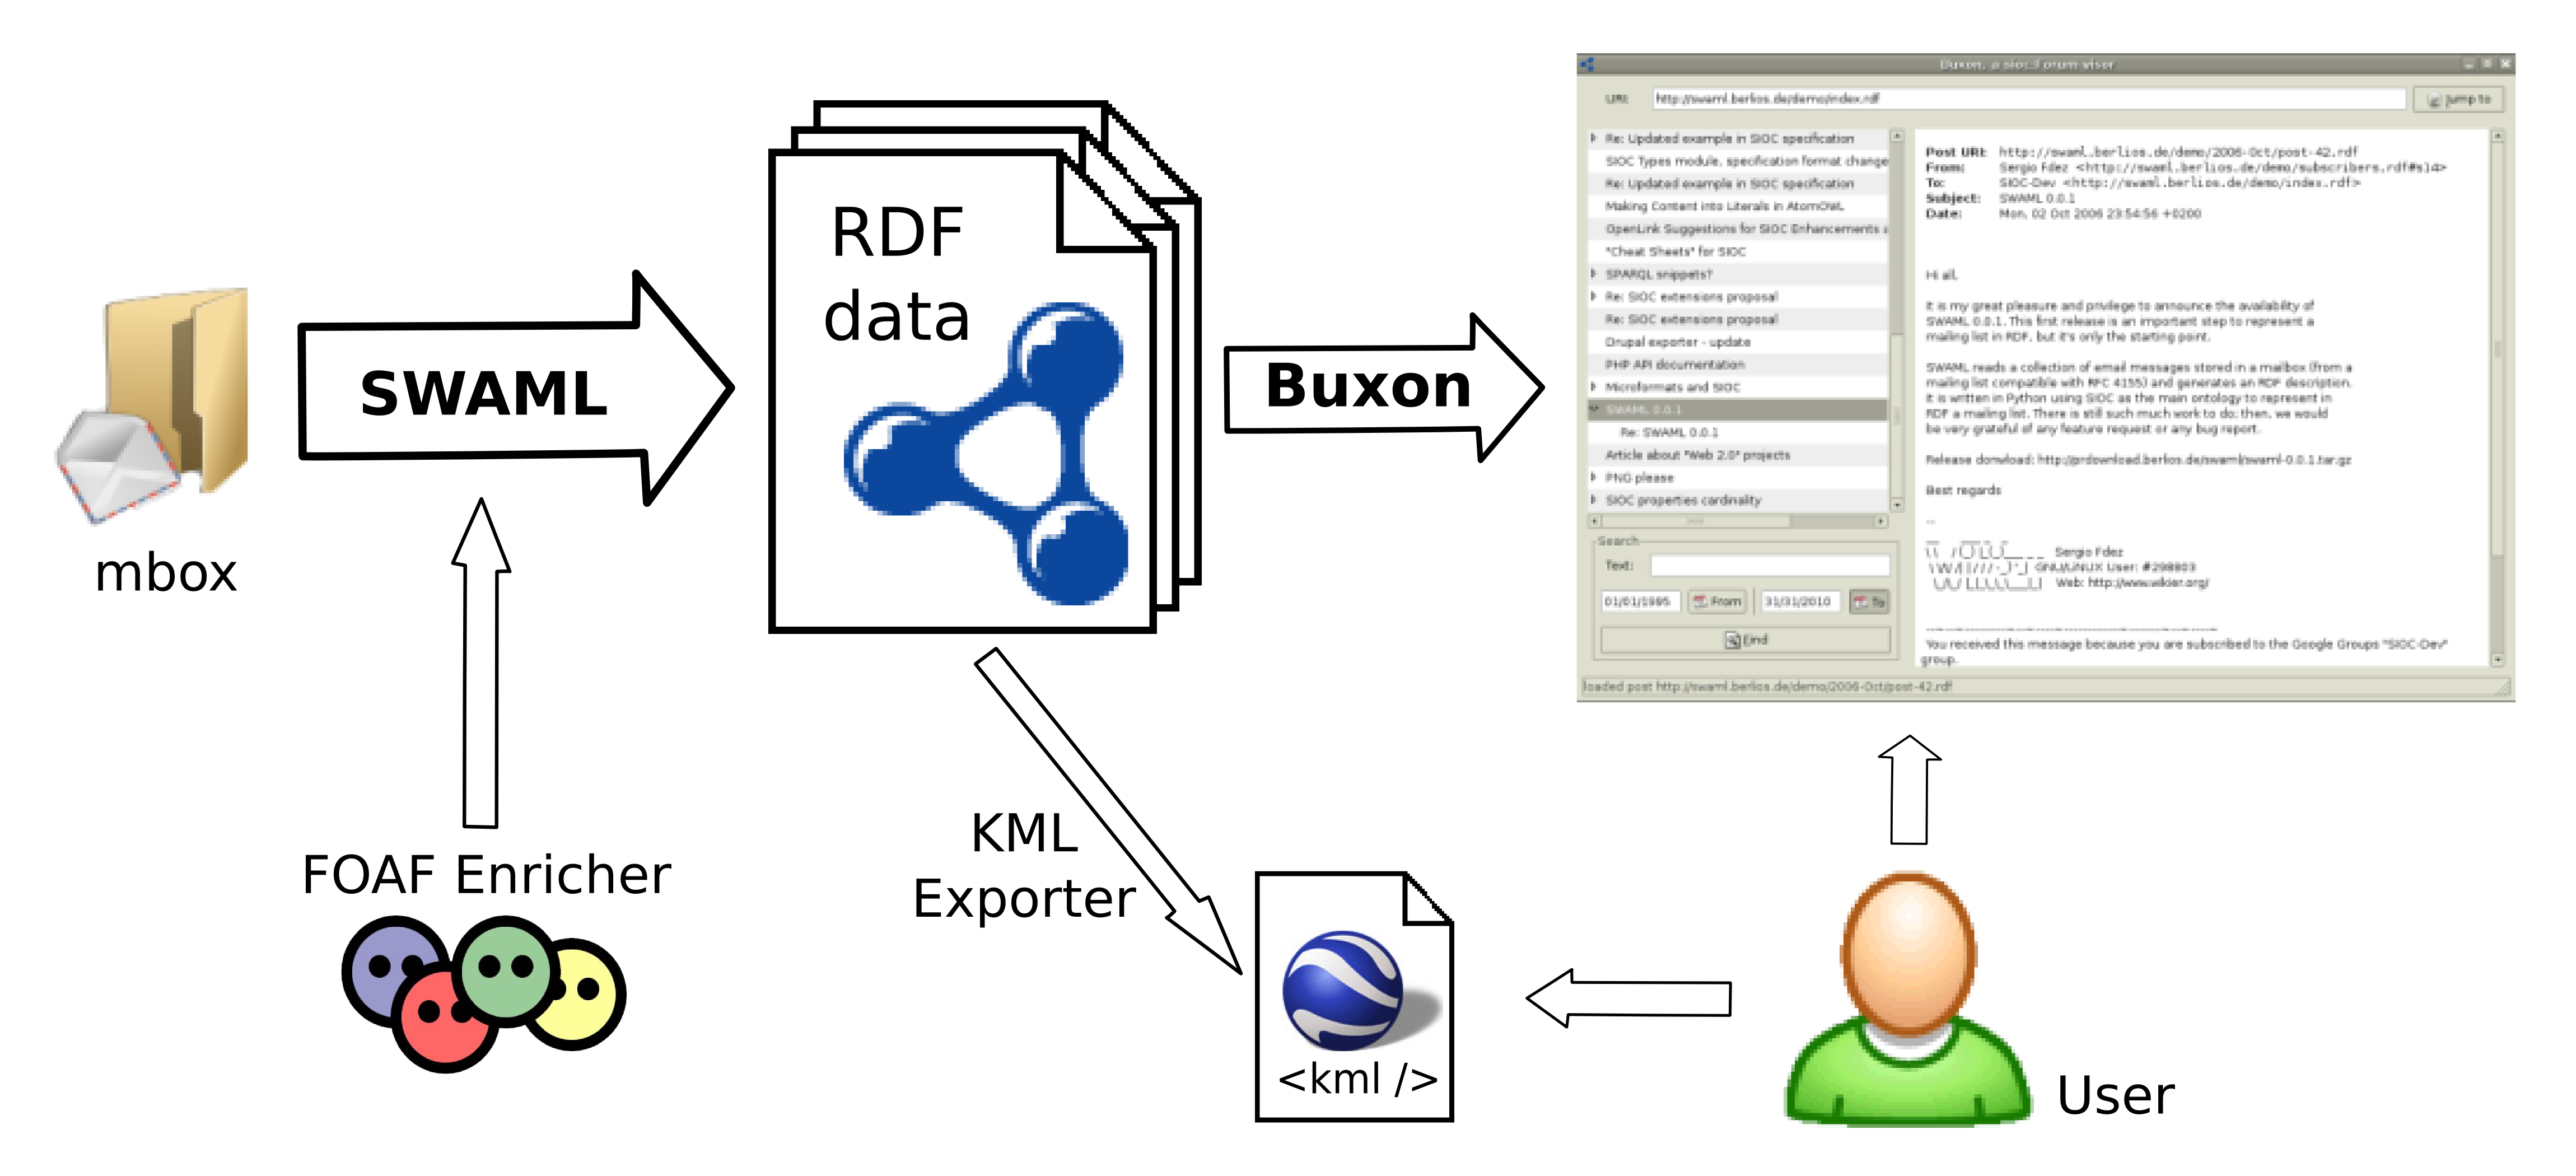 mbox
SWAML
FOAF Enricher
RDF
data
KML
Exporter
<kml />
Buxon
User
Buxon, a sioc:Forum visor
URI: http://swaml.berlios.de/demo/index.rdf Jump to
Re: Updated example in SIOC specification
SIOC Types module, specification format change
Re: Updated example in SIOC specification
Making Content into Literals in AtomOWL
OpenLink Suggestions for SIOC Enhancements
"Cheat Sheets" for SIOC
SPARQL snippets?
Re: SIOC extensions proposal
Re: SIOC extensions proposal
Drupal exporter - update
PHP API documentation
Microformats and SIOC
SWAML 0.0.1
Re: SWAML 0.0.1
Article about "Web 2.0" projects
PNG please
SIOC properties cardinality
Search
Text:
01/01/1995 From 31/31/2010 To
Find
Post URI: http://swaml.berlios.de/demo/2006-Oct/post-42.rdf
From: Sergio Fdez <http://swaml.berlios.de/demo/subscribers.rdf#s14>
To: SIOC-Dev <http://swaml.berlios.de/demo/index.rdf>
Subject: SWAML 0.0.1
Date: Mon, 02 Oct 2006 23:54:56 +0200
Hi all,
it is my great pleasure and privilege to announce the availability of
SWAML 0.0.1. This first release is an important step to represent a
mailing list in RDF, but it's only the starting point.
SWAML reads a collection of email messages stored in a mailbox (from a
mailing list compatible with RFC 4155) and generates an RDF description.
It is written in Python using SIOC as the main ontology to represent in
RDF a mailing list. There is still such much work to do; then, we would
be very grateful of any feature request or any bug report.
Release donwload: http://prdownload.berlios.de/swaml/swaml-0.0.1.tar.gz
Best regards
--
Sergio Fdez
GNU/LiNUX User: #298803
Web: http://www.wikier.org/
You received this message because you are subscribed to the Google Groups "SIOC-Dev"
group.
loaded post http://swaml.berlios.de/demo/2006-Oct/post-42.rdf